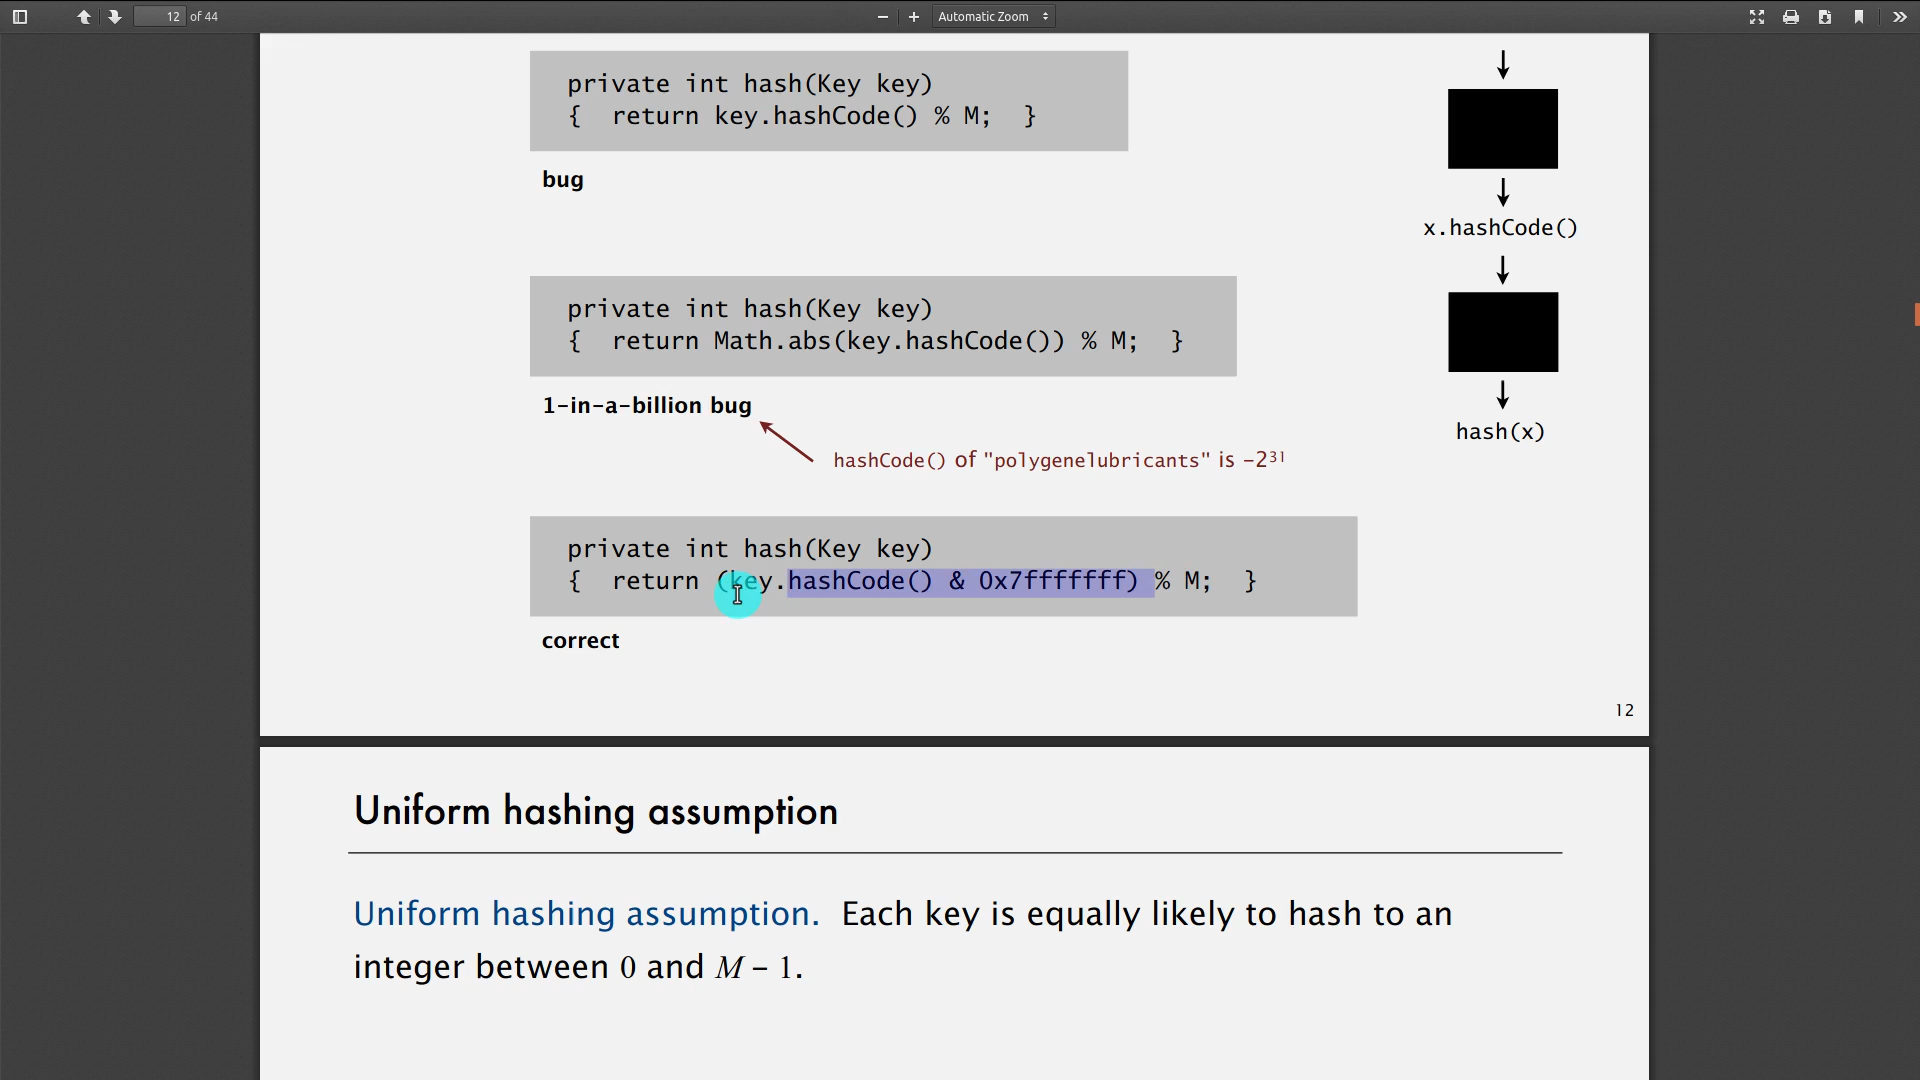 12 of 44
Automatic Zoom
private int hash(Key key)
{ return key.hashCode() % M; }
bug
x.hashCode()
private int hash(Key key)
{ return Math.abs(key.hashCode()) % M; }
1-in-a-billion bug
hash(x)
hashCode() of "polygenelubricants" is -2³¹
private int hash(Key key)
{ return (key.hashCode() & 0x7fffffff) % M; }
correct
12
Uniform hashing assumption
Uniform hashing assumption. Each key is equally likely to hash to an
integer between 0 and M – 1.